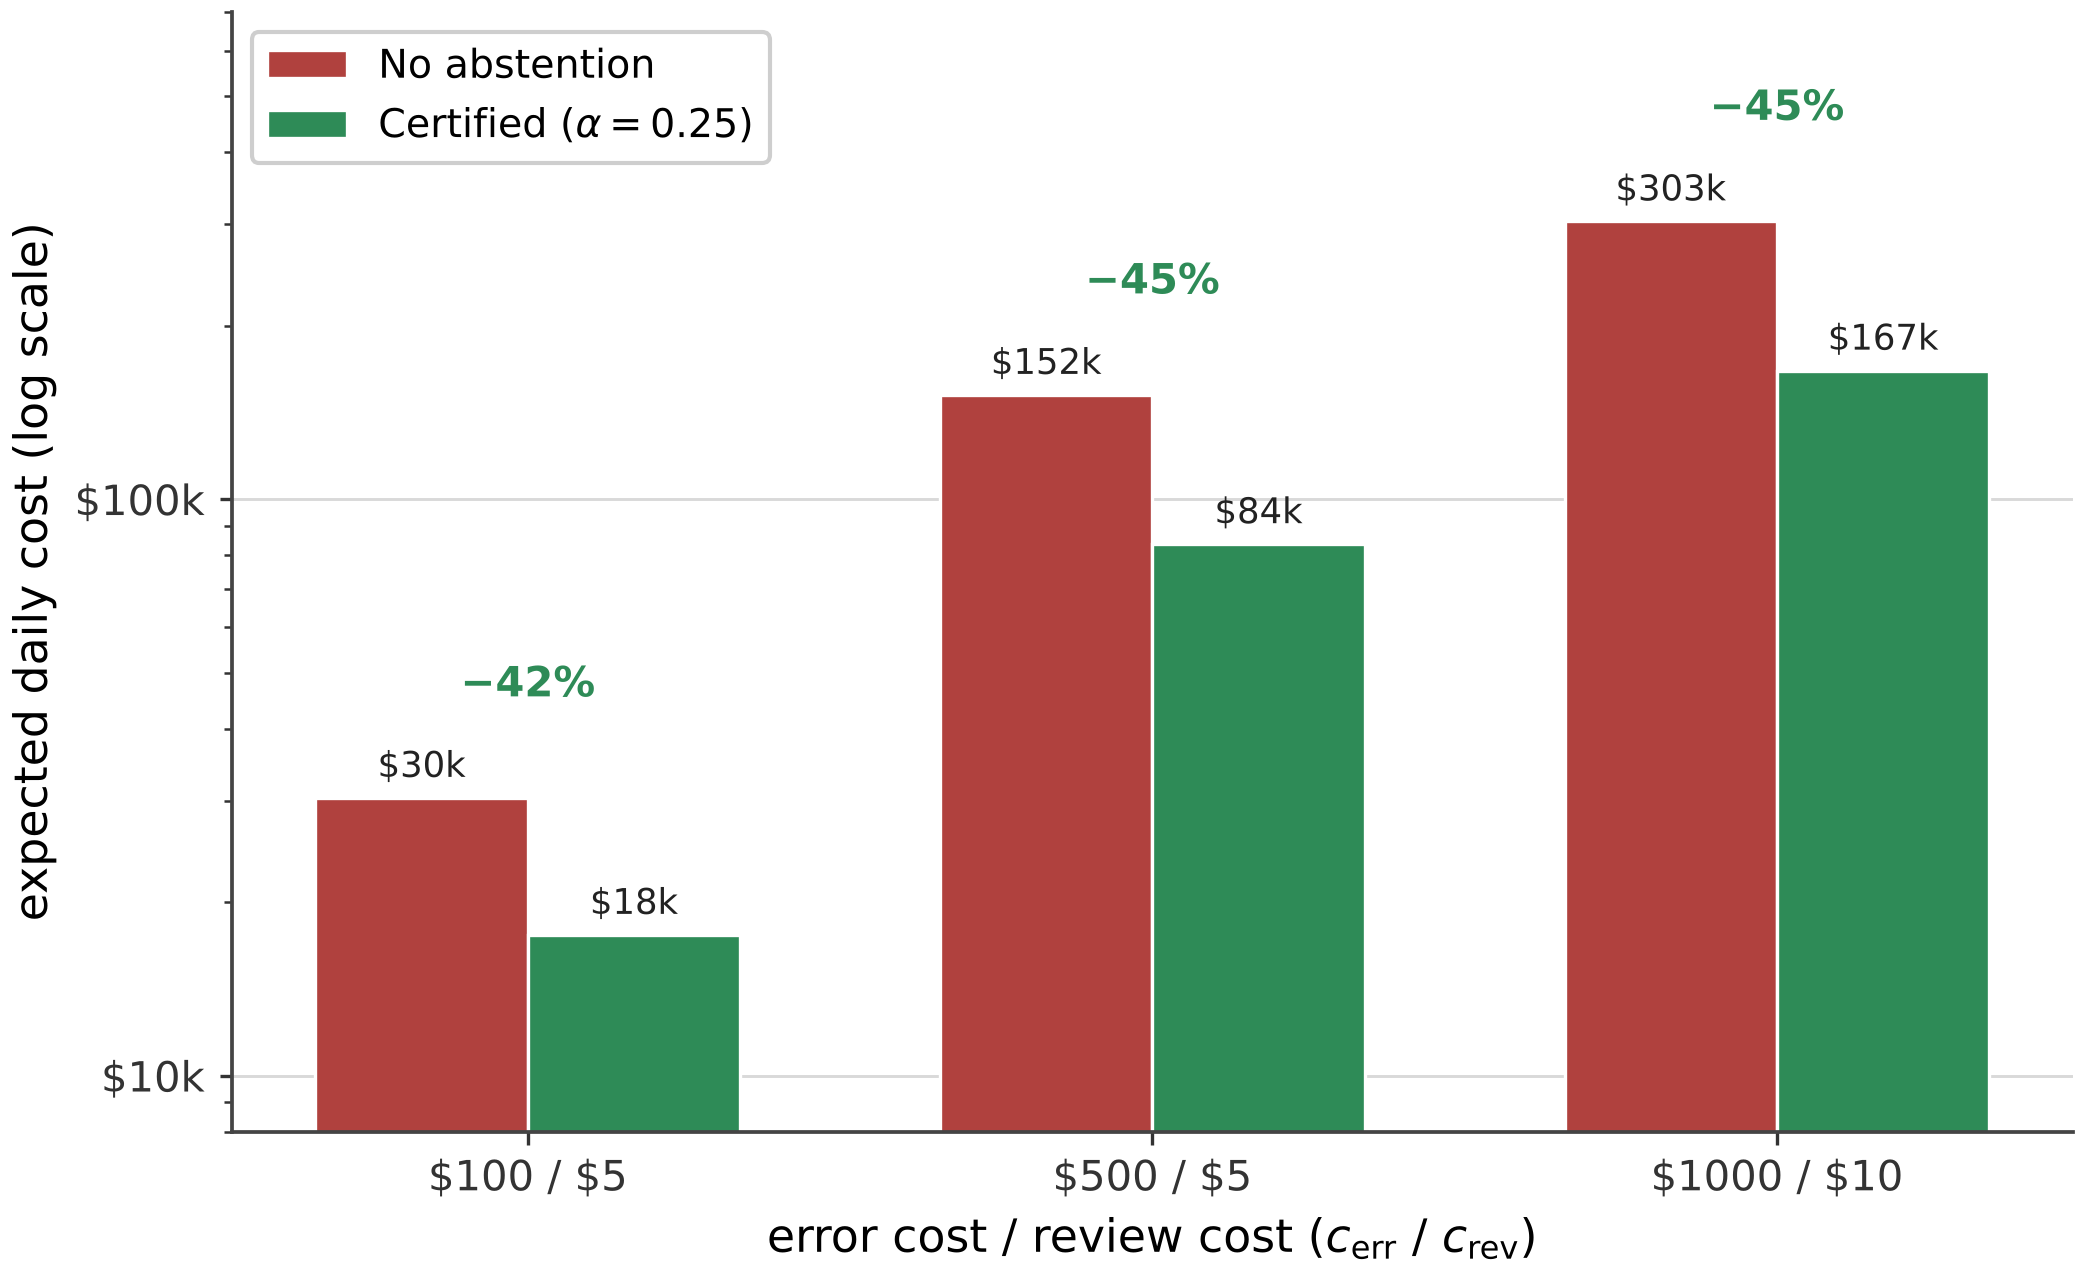 No abstention
Certified (α = 0.25)
−45%
$303k
−45%
$167k
$152k
$100k
$84k
−42%
$30k
$18k
$10k
$100 / $5
$500 / $5
$1000 / $10
error cost / review cost (c_err / c_rev)
expected daily cost (log scale)